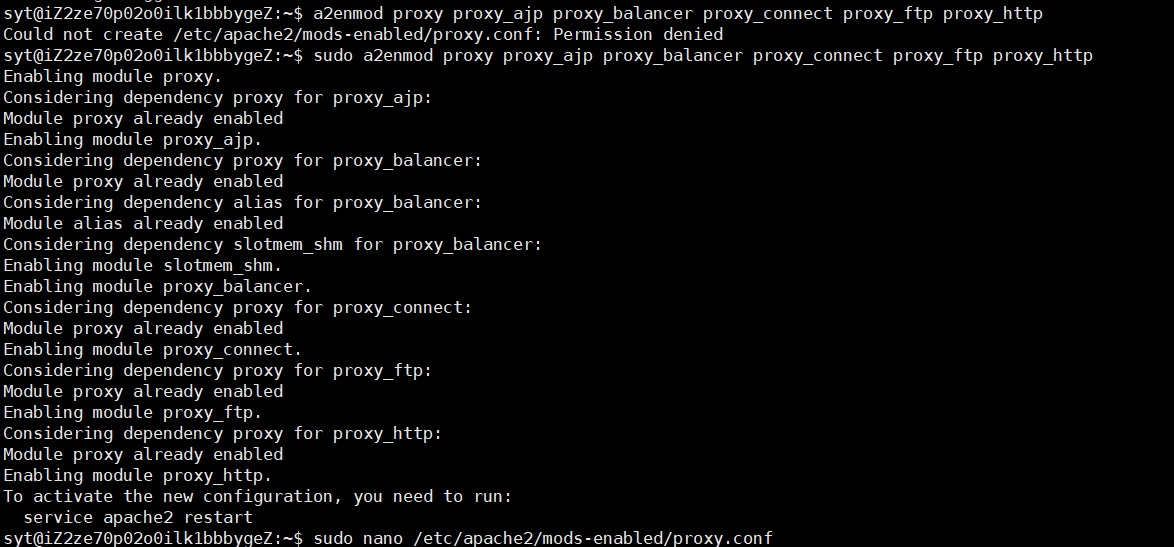 syt@iZ2ze70p02o0ilk1bbbygeZ:~$ a2enmod proxy proxy_ajp proxy_balancer proxy_connect proxy_ftp proxy_http
Could not create /etc/apache2/mods-enabled/proxy.conf: Permission denied
syt@iZ2ze70p02o0ilk1bbbygeZ:~$ sudo a2enmod proxy proxy_ajp proxy_balancer proxy_connect proxy_ftp proxy_http
Enabling module proxy.
Considering dependency proxy for proxy_ajp:
Module proxy already enabled
Enabling module proxy_ajp.
Considering dependency proxy for proxy_balancer:
Module proxy already enabled
Considering dependency alias for proxy_balancer:
Module alias already enabled
Considering dependency slotmem_shm for proxy_balancer:
Enabling module slotmem_shm.
Enabling module proxy_balancer.
Considering dependency proxy for proxy_connect:
Module proxy already enabled
Enabling module proxy_connect.
Considering dependency proxy for proxy_ftp:
Module proxy already enabled
Enabling module proxy_ftp.
Considering dependency proxy for proxy_http:
Module proxy already enabled
Enabling module proxy_http.
To activate the new configuration, you need to run:
  service apache2 restart
syt@iZ2ze70p02o0ilk1bbbygeZ:~$ sudo nano /etc/apache2/mods-enabled/proxy.conf